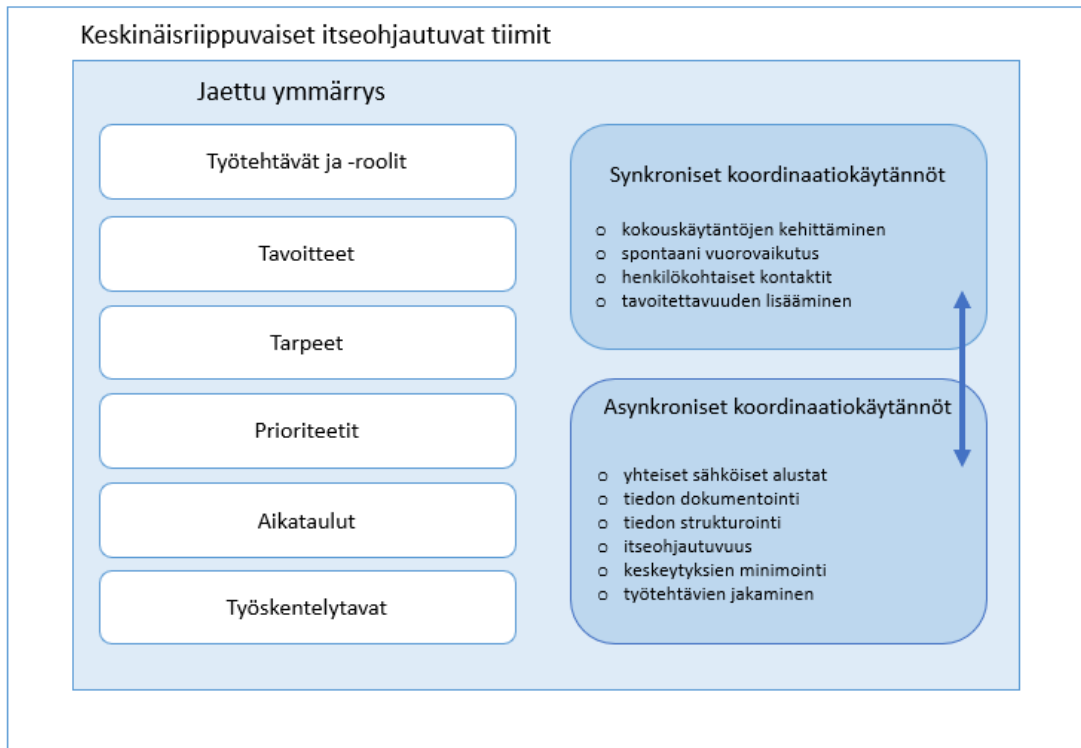 Keskinäisriippuvaiset itseohjautuvat tiimit
Jaettu ymmärrys
Työtehtävät ja -roolit
Tavoitteet
Tarpeet
Prioriteetit
Aikataulut
Työskentelytavat
Synkroniset koordinaatiokäytännöt
o kokouskäytäntöjen kehittäminen
o spontaani vuorovaikutus
o henkilökohtaiset kontaktit
o tavoitettavuuden lisääminen
Asynkroniset koordinaatiokäytännöt
o yhteiset sähköiset alustat
o tiedon dokumentointi
o tiedon strukturointi
o itseohjautuvuus
o keskeytyksien minimointi
o työtehtävien jakaminen